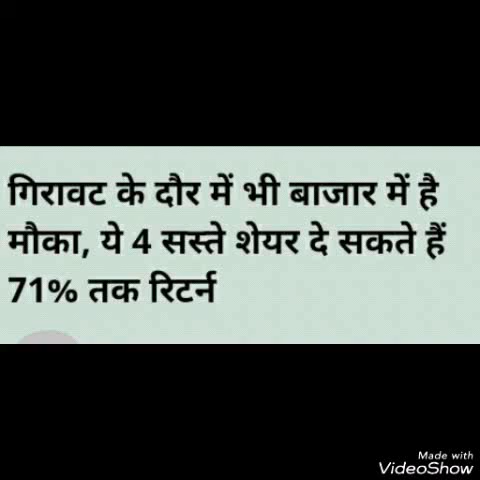 गिरावट के दौर में भी बाजार में है
मौका, ये 4 सस्ते शेयर दे सकते हैं
71% तक रिटर्न
Made with
VideoShow